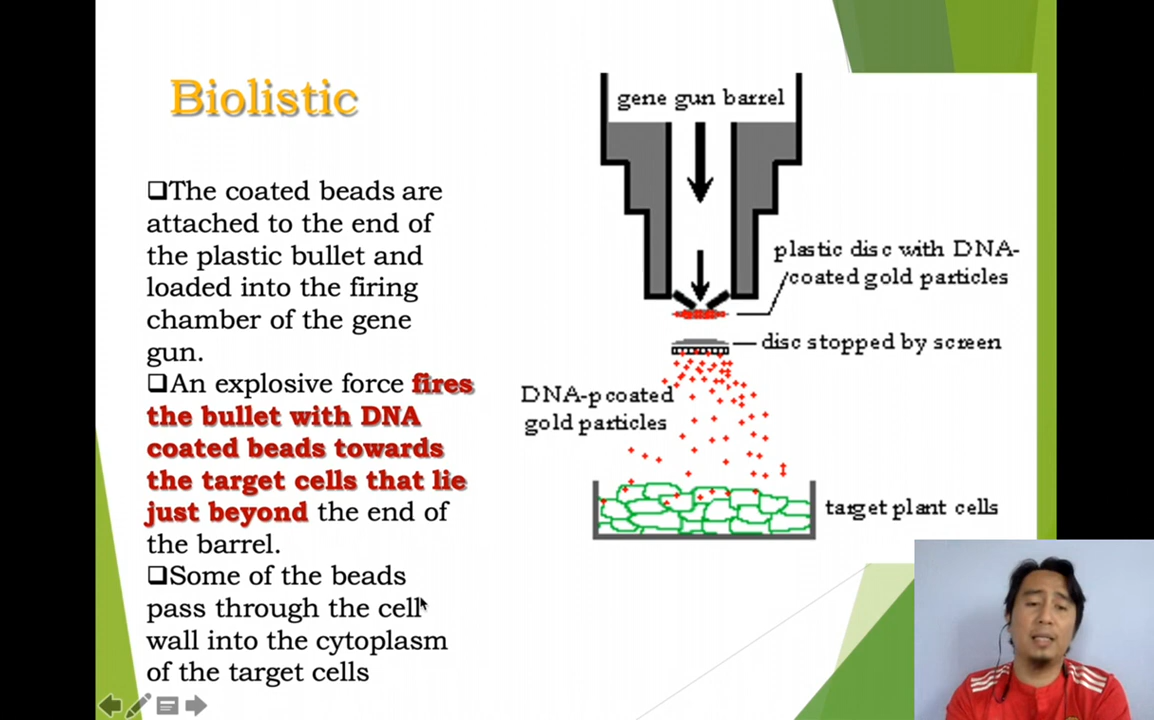 Biolistic
❑The coated beads are
attached to the end of
the plastic bullet and
loaded into the firing
chamber of the gene
gun.
❑An explosive force fires
the bullet with DNA
coated beads towards
the target cells that lie
just beyond the end of
the barrel.
❑Some of the beads
pass through the cell
wall into the cytoplasm
of the target cells
gene gun barrel
plastic disc with DNA-
coated gold particles
disc stopped by screen
DNA-pcoated
gold particles
target plant cells